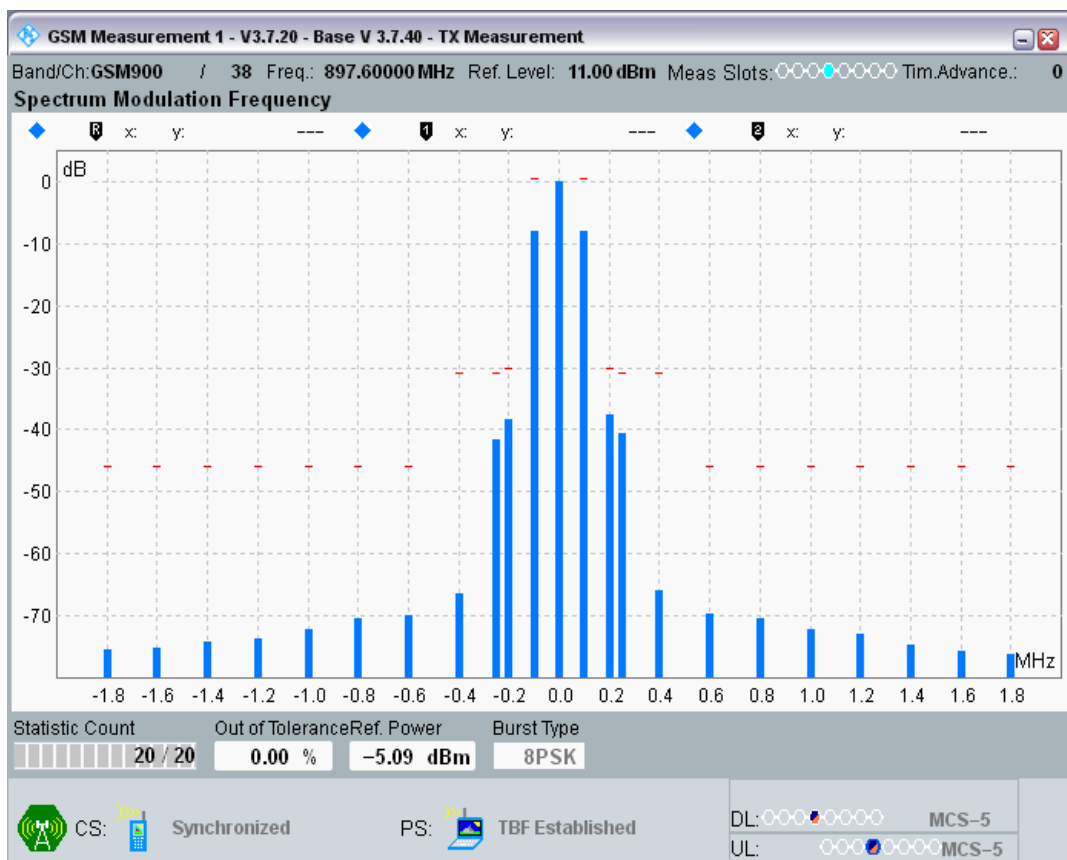 GSM Measurement 1 - V3.7.20 - Base V 3.7.40 - TX Measurement
Band/Ch:GSM900 / 38 Freq.: 897.60000 MHz Ref. Level: 11.00 dBm Meas Slots: Tim.Advance.: 0
Spectrum Modulation Frequency
R x: y: --- 1 x: y: --- 2 x: y: ---
dB
0
-10
-20
-30
-40
-50
-60
-70
MHz
-1.8 -1.6 -1.4 -1.2 -1.0 -0.8 -0.6 -0.4 -0.2 0.0 0.2 0.4 0.6 0.8 1.0 1.2 1.4 1.6 1.8
Statistic Count Out of Tolerance Ref. Power Burst Type
20 / 20 0.00 % -5.09 dBm 8PSK
CS: Synchronized PS: TBF Established
DL: MCS-5
UL: MCS-5